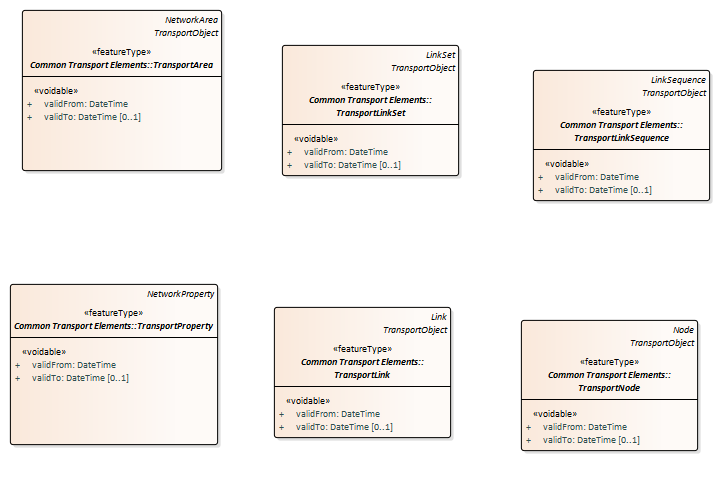 NetworkArea
TransportObject
«featureType»
Common Transport Elements::TransportArea
«voidable»
+ validFrom: DateTime
+ validTo: DateTime [0..1]
LinkSet
TransportObject
«featureType»
Common Transport Elements::
TransportLinkSet
«voidable»
+ validFrom: DateTime
+ validTo: DateTime [0..1]
LinkSequence
TransportObject
«featureType»
Common Transport Elements::
TransportLinkSequence
«voidable»
+ validFrom: DateTime
+ validTo: DateTime [0..1]
NetworkProperty
«featureType»
Common Transport Elements::TransportProperty
«voidable»
+ validFrom: DateTime
+ validTo: DateTime [0..1]
Link
TransportObject
«featureType»
Common Transport Elements::
TransportLink
«voidable»
+ validFrom: DateTime
+ validTo: DateTime [0..1]
Node
TransportObject
«featureType»
Common Transport Elements::
TransportNode
«voidable»
+ validFrom: DateTime
+ validTo: DateTime [0..1]